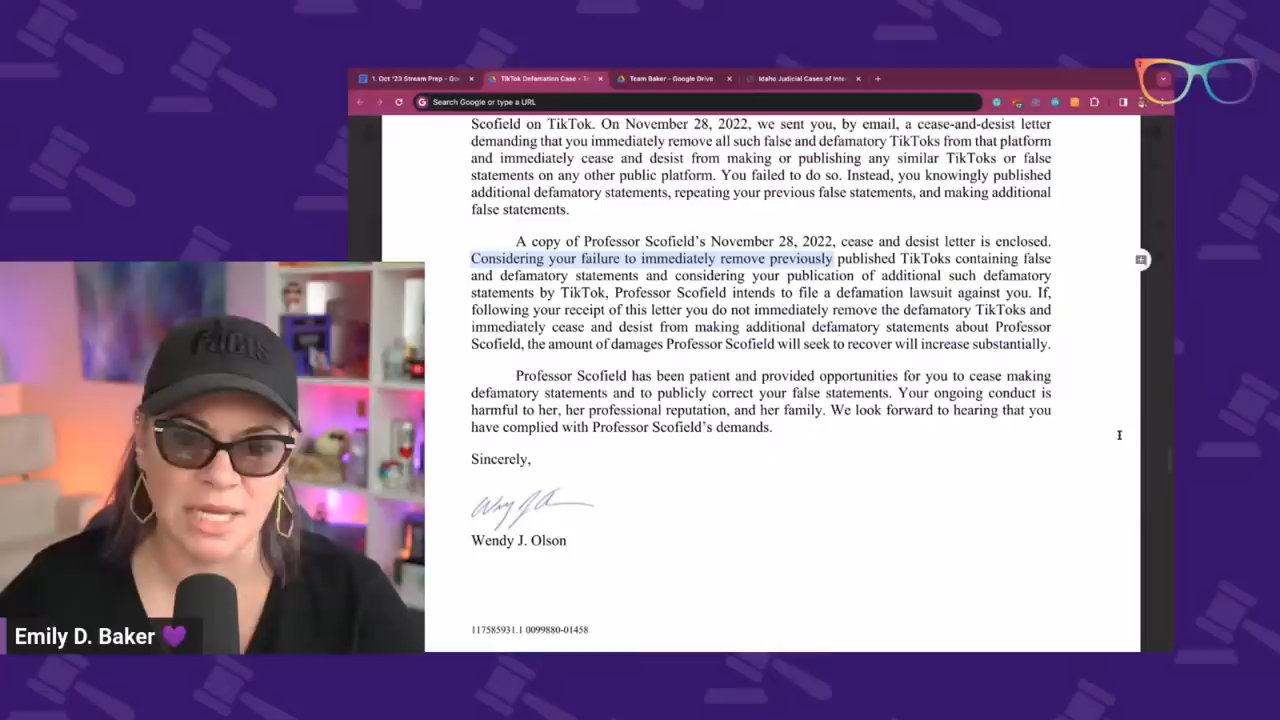 1. Oct '23 Stream Prep - Goo
TikTok Defamation Case - Te
Team Baker - Google Drive
Idaho Judicial Cases of Inte
Search Google or type a URL
Scofield on TikTok. On November 28, 2022, we sent you, by email, a cease-and-desist letter
demanding that you immediately remove all such false and defamatory TikToks from that platform
and immediately cease and desist from making or publishing any similar TikToks or false
statements on any other public platform. You failed to do so. Instead, you knowingly published
additional defamatory statements, repeating your previous false statements, and making additional
false statements.
A copy of Professor Scofield's November 28, 2022, cease and desist letter is enclosed.
Considering your failure to immediately remove previously published TikToks containing false
and defamatory statements and considering your publication of additional such defamatory
statements by TikTok, Professor Scofield intends to file a defamation lawsuit against you. If,
following your receipt of this letter you do not immediately remove the defamatory TikToks and
immediately cease and desist from making additional defamatory statements about Professor
Scofield, the amount of damages Professor Scofield will seek to recover will increase substantially.
Professor Scofield has been patient and provided opportunities for you to cease making
defamatory statements and to publicly correct your false statements. Your ongoing conduct is
harmful to her, her professional reputation, and her family. We look forward to hearing that you
have complied with Professor Scofield's demands.
Sincerely,
Wendy J. Olson
117585931.1 0099880-01458
Emily D. Baker